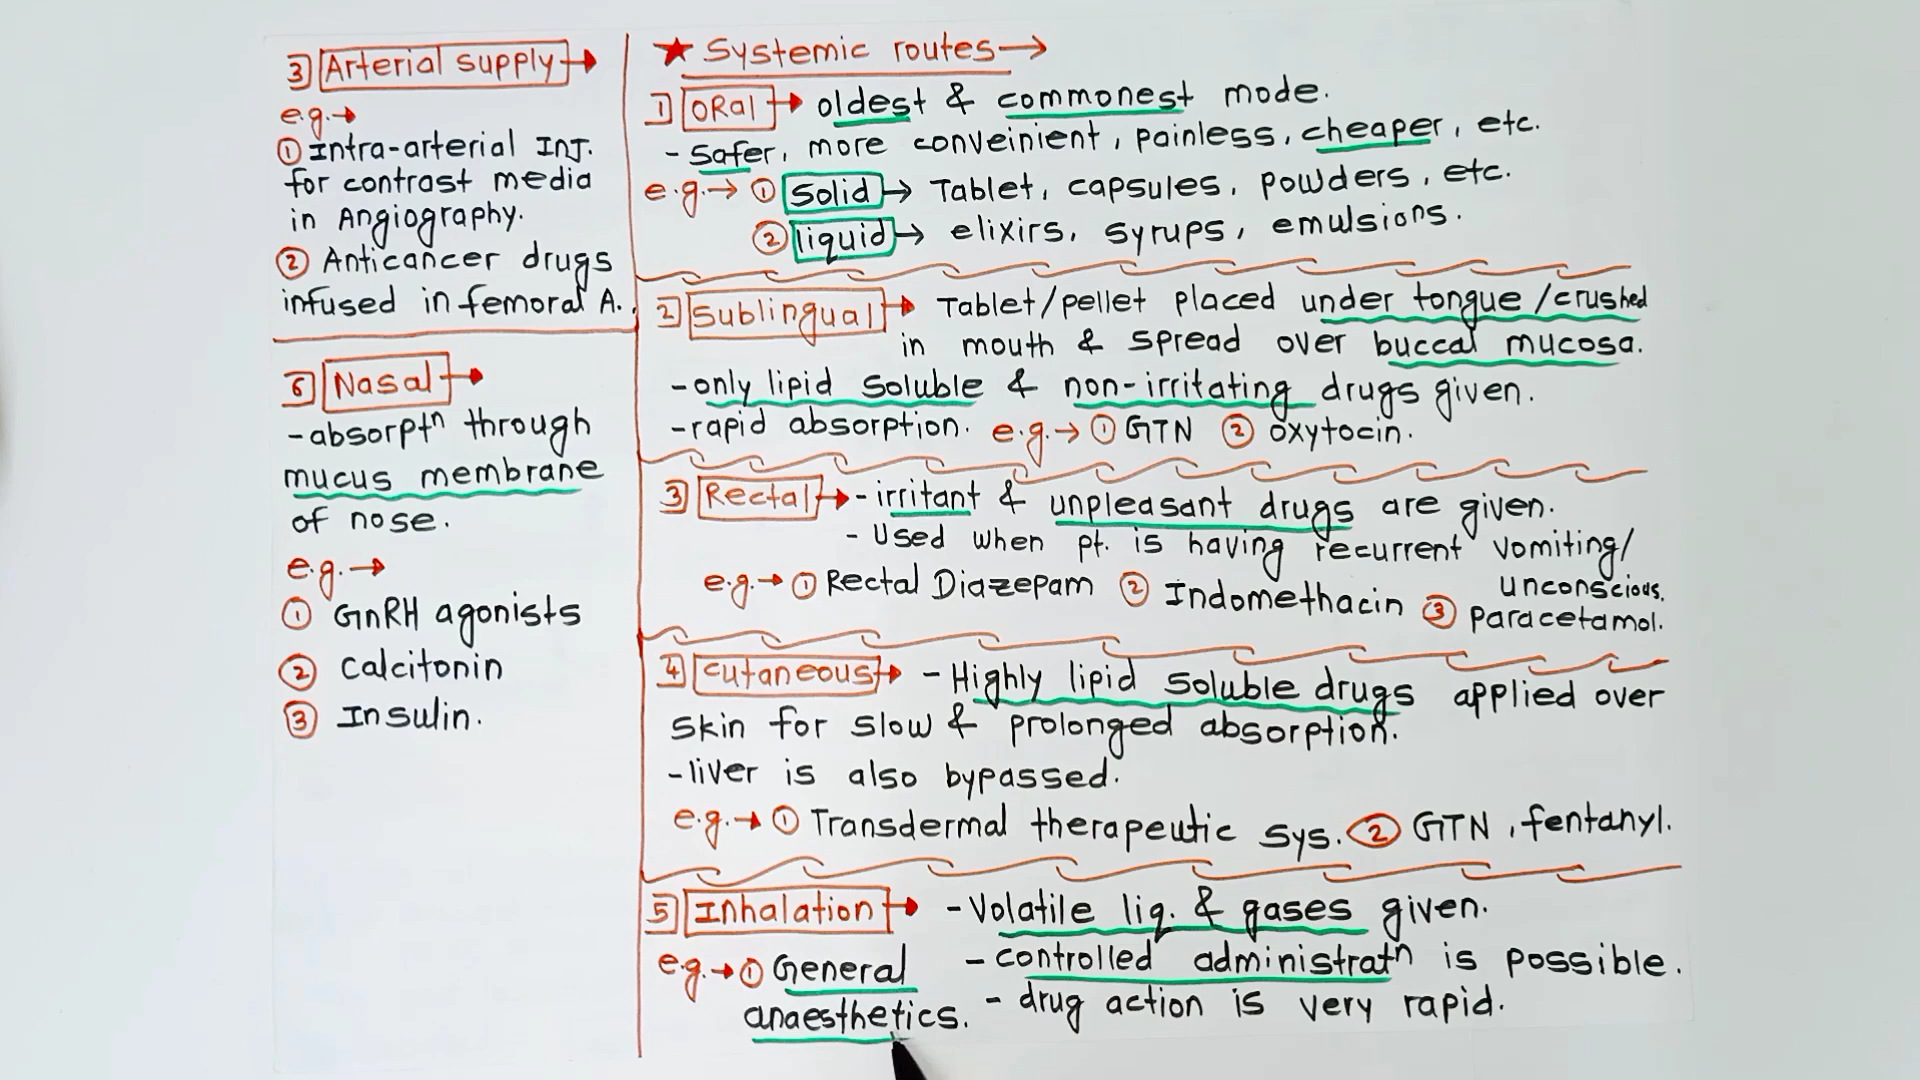 3 Arterial supply →
e.g. →
① Intra-arterial Inj.
for contrast media
in Angiography.
② Anticancer drugs
infused in femoral A.
6 Nasal →
- absorptⁿ through
mucus membrane
of nose.
e.g. →
① GnRH agonists
② Calcitonin
③ Insulin.
★ Systemic routes →
1 Oral → oldest & commonest mode.
- Safer, more conveinient, painless, cheaper, etc.
e.g. → ① Solid → Tablet, capsules, powders, etc.
② liquid → elixirs, syrups, emulsions.
2 Sublingual → Tablet/pellet placed under tongue/crushed
in mouth & spread over buccal mucosa.
- only lipid soluble & non-irritating drugs given.
- rapid absorption. e.g. → ① GTN ② oxytocin.
3 Rectal → - irritant & unpleasant drugs are given.
- Used when pt. is having recurrent vomiting/
unconscious.
e.g. → ① Rectal Diazepam ② Indomethacin ③ paracetamol.
4 cutaneous → - Highly lipid soluble drugs applied over
skin for slow & prolonged absorption.
- liver is also bypassed.
e.g. → ① Transdermal therapeutic sys. ② GTN, fentanyl.
5 Inhalation → - Volatile liq. & gases given.
- controlled administratⁿ is possible.
- drug action is very rapid.
e.g. → ① General
anaesthetics.